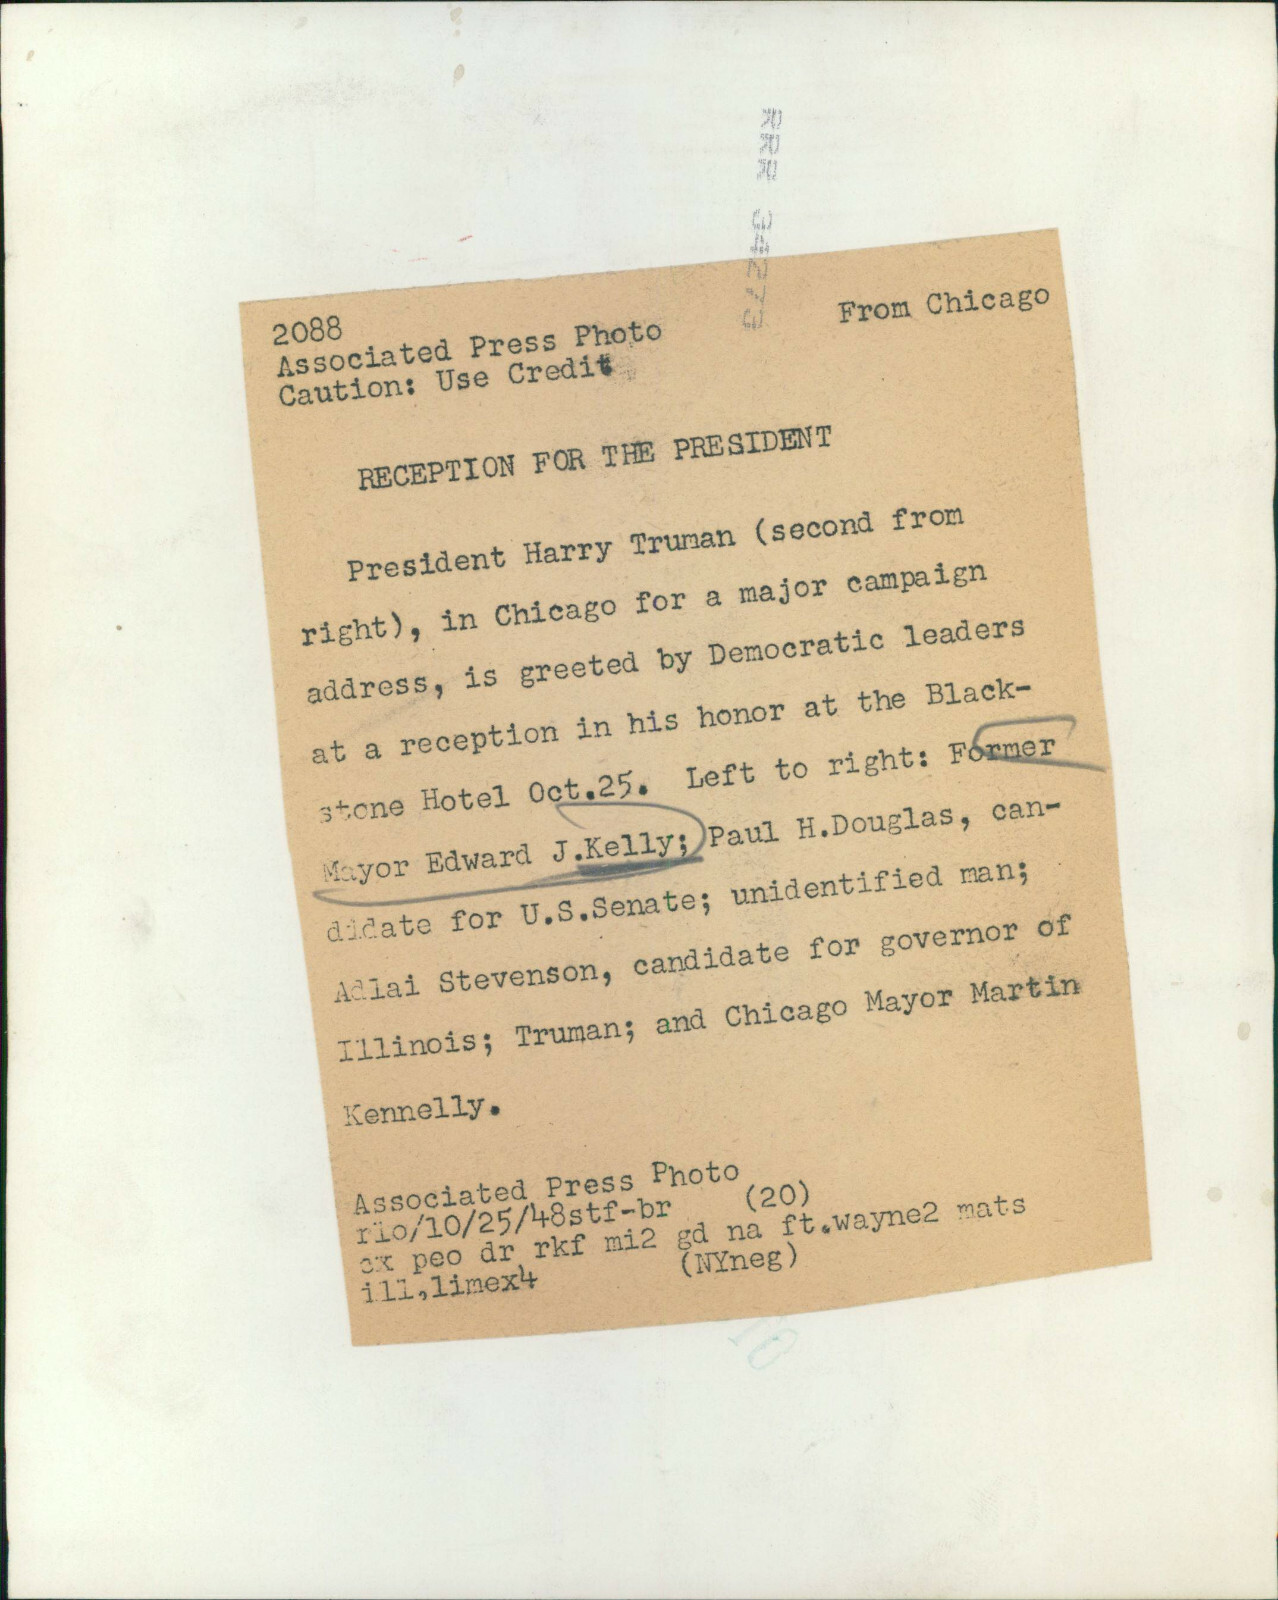 RRR 34273
2088
From Chicago
Associated Press Photo
Caution: Use Credit
RECEPTION FOR THE PRESIDENT
President Harry Truman (second from
right), in Chicago for a major campaign
address, is greeted by Democratic leaders
at a reception in his honor at the Black-
stone Hotel Oct.25. Left to right: Former
Mayor Edward J.Kelly; Paul H.Douglas, can-
didate for U.S.Senate; unidentified man;
Adlai Stevenson, candidate for governor of
Illinois; Truman; and Chicago Mayor Martin
Kennelly.
Associated Press Photo
(20)
rlo/10/25/48stf-br
cx peo dr rkf mi2 gd na ft.wayne2 mats
ill,limex4 (NYneg)